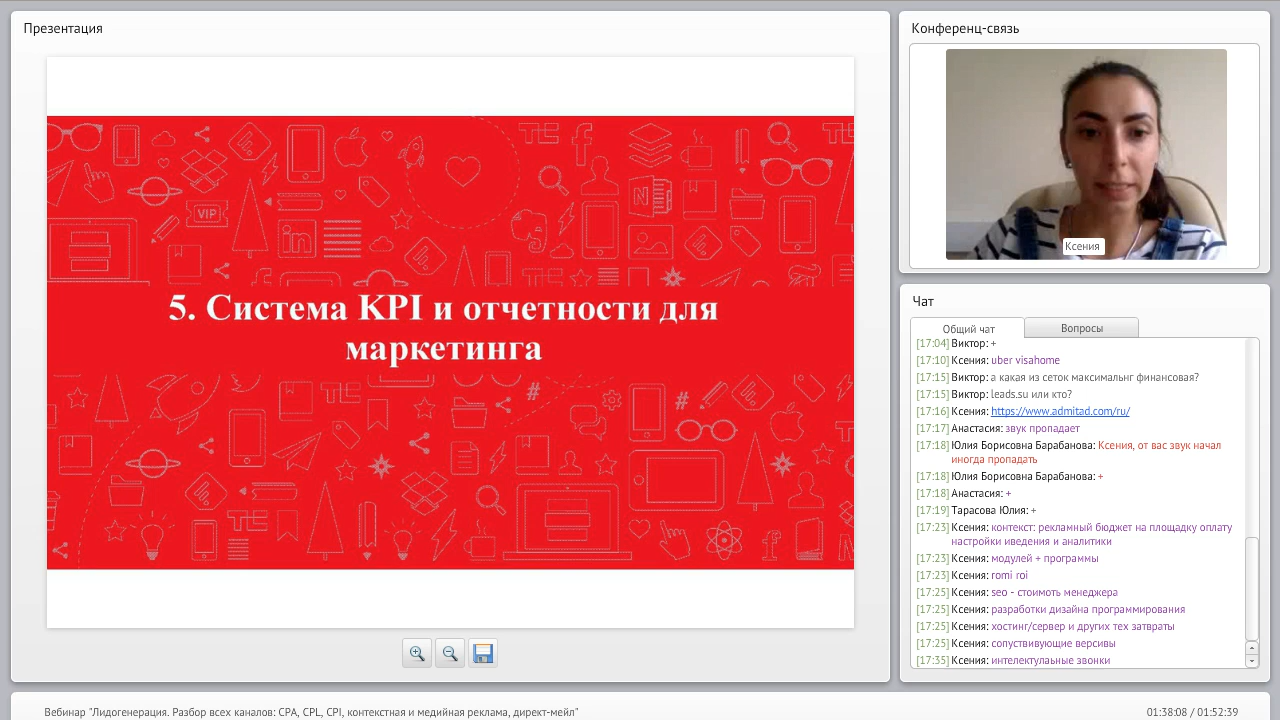 Презентация
VIP
5. Система KPI и отчетности для
маркетинга
Конференц-связь
Ксения
Чат
Общий чат
Вопросы
[17:04] Виктор: +
[17:10] Ксения: uber visahome
[17:15] Виктор: а какая из сеток максимальнг финансовая?
[17:15] Виктор: leads.su или кто?
[17:16] Ксения: https://www.admitad.com/ru/
[17:17] Анастасия: звук пропадает
[17:18] Юлия Борисовна Барабанова: Ксения, от вас звук начал
иногда пропадать
[17:18] Юлия Борисовна Барабанова: +
[17:18] Анастасия: +
[17:19] Тарасова Юлия: +
[17:23] Ксения: контекст: рекламный бюджет на площадку оплату
настройки иведения и аналитики
[17:23] Ксения: модулей + программы
[17:23] Ксения: romi roi
[17:25] Ксения: seo - стоимоть менеджера
[17:25] Ксения: разработки дизайна программирования
[17:25] Ксения: хостинг/сервер и других тех затвраты
[17:25] Ксения: сопуствивующие версивы
[17:35] Ксения: интелектулаьные звонки
Вебинар "Лидогенерация. Разбор всех каналов: CPA, CPL, CPI, контекстная и медийная реклама, директ-мейл"
01:38:08 / 01:52:39